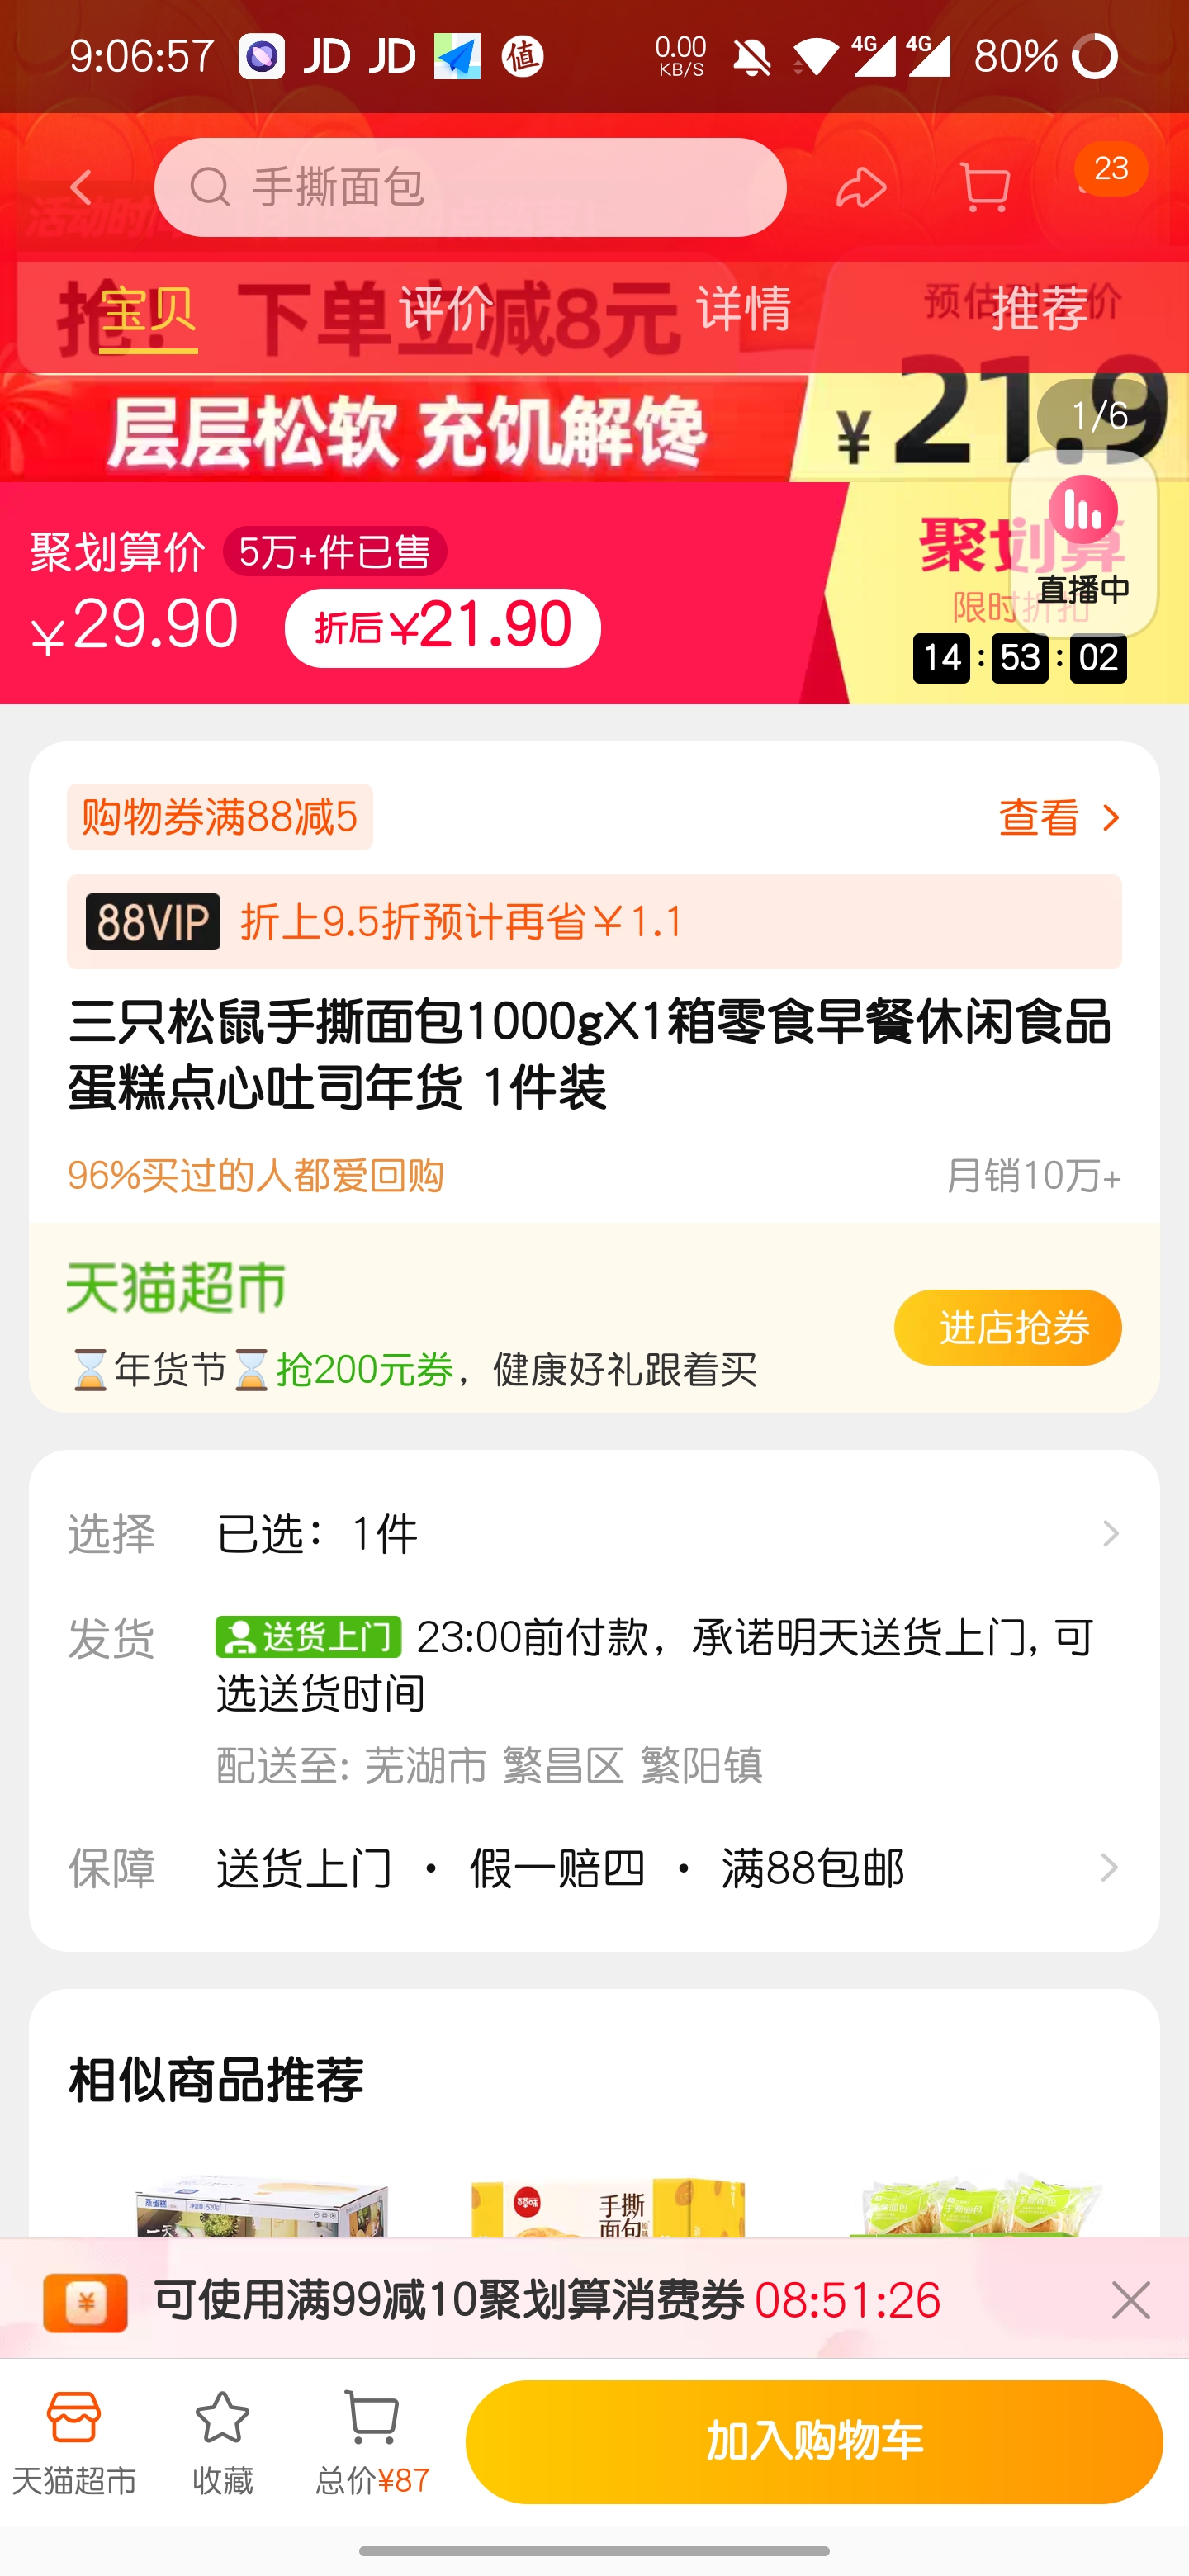 9:06:57 JD JD 值 0.00 KB/S 4G 4G 80%
手撕面包 23
宝贝 评价 详情 推荐
抢! 下单立减8元
层层松软 充饥解馋 ¥21.9
1/6
聚划算价 5万+件已售 聚划算
直播中
限时折扣
¥29.90 折后¥21.90
14:53:02
购物券满88减5 查看
88VIP 折上9.5折预计再省¥1.1
三只松鼠手撕面包1000gX1箱零食早餐休闲食品
蛋糕点心吐司年货 1件装
96%买过的人都爱回购 月销10万+
天猫超市
进店抢券
⌛年货节⌛抢200元券，健康好礼跟着买
选择 已选：1件
发货 送货上门 23:00前付款，承诺明天送货上门, 可
选送货时间
配送至: 芜湖市 繁昌区 繁阳镇
保障 送货上门 · 假一赔四 · 满88包邮
相似商品推荐
蒸蛋糕
百草味
手撕
面包
手撕面包
可使用满99减10聚划算消费券 08:51:26
加入购物车
天猫超市 收藏 总价¥87